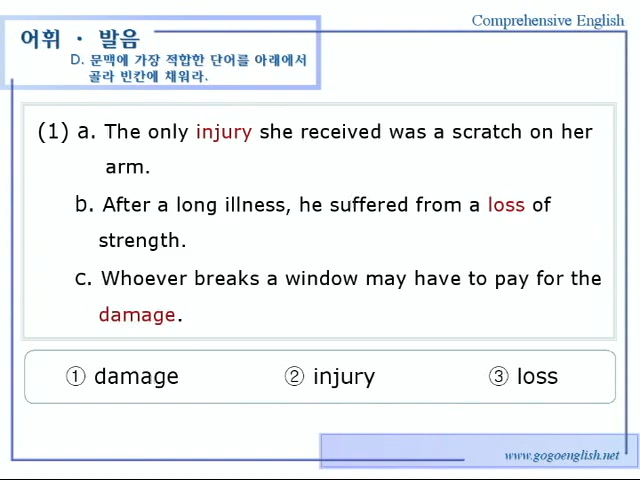 Comprehensive English
어휘 · 발음
D. 문맥에 가장 적합한 단어를 아래에서
골라 빈칸에 채워라.
(1) a. The only injury she received was a scratch on her
arm.
b. After a long illness, he suffered from a loss of
strength.
c. Whoever breaks a window may have to pay for the
damage.
① damage ② injury ③ loss
www.gogoenglish.net